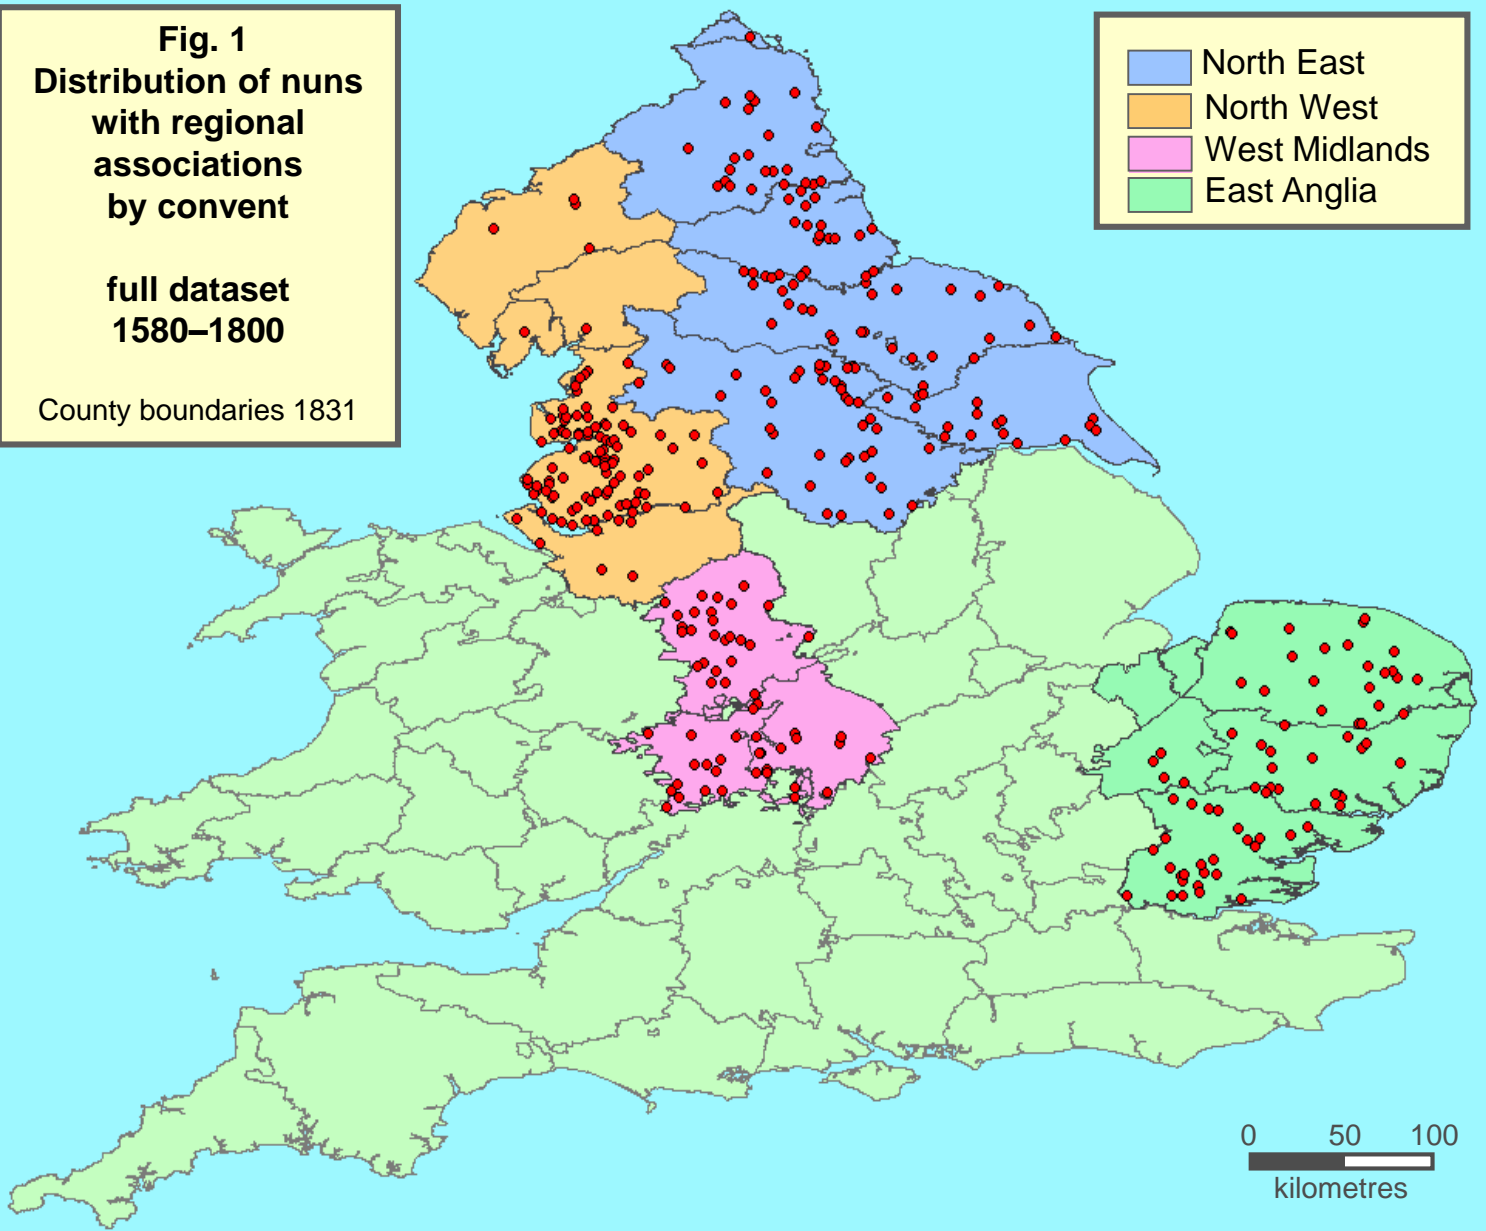 Fig. 1
Distribution of nuns
with regional
associations
by convent
full dataset
1580–1800
County boundaries 1831
North East
North West
West Midlands
East Anglia
0 50 100
kilometres